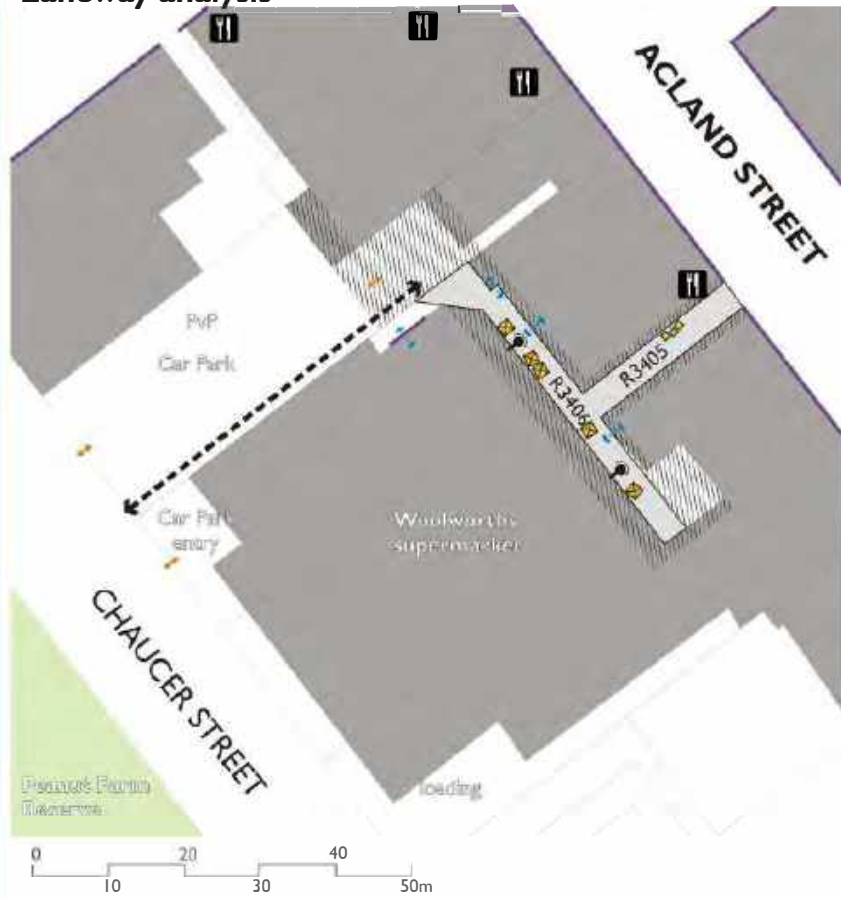 Laneway analysis
ACLAND STREET
PvP
Car Park
R3405
R3406
Car Park
entry
Woolworths
supermarket
CHAUCER STREET
Peanut Farm
Reserve
loading
0 20 40
10 30 50m